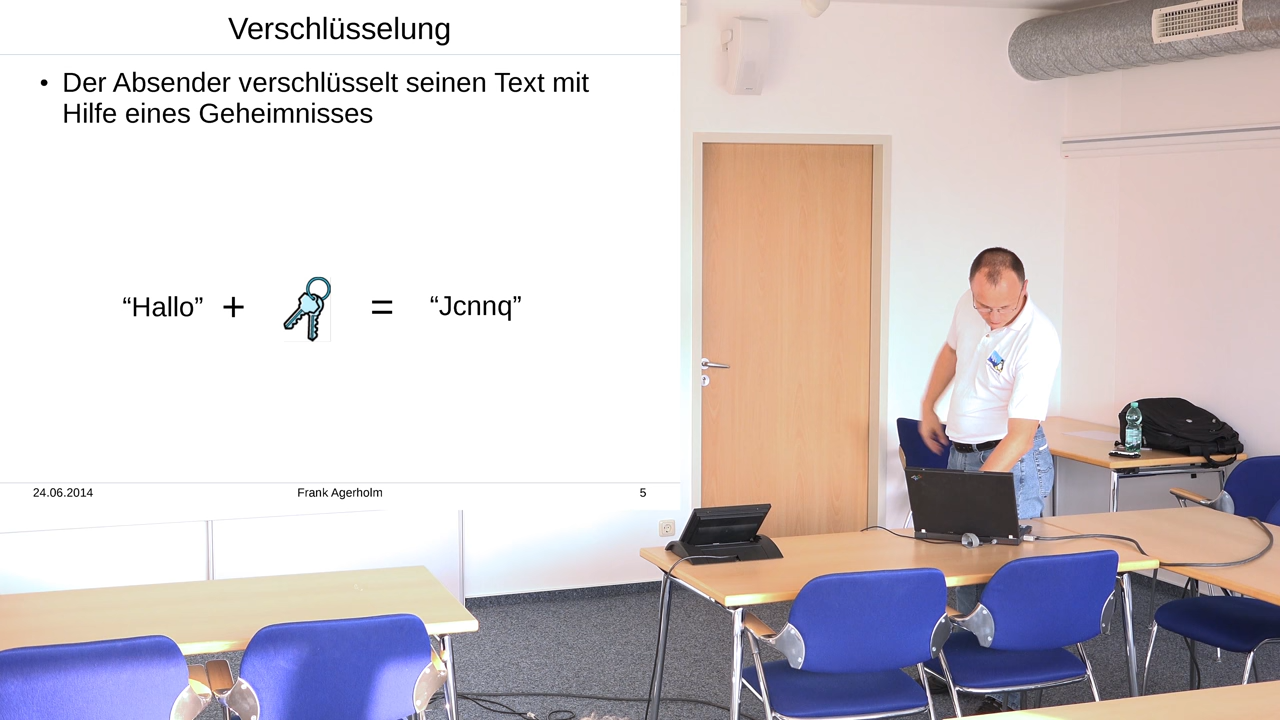 Verschlüsselung
• Der Absender verschlüsselt seinen Text mit
Hilfe eines Geheimnisses
“Hallo” + = “Jcnnq”
24.06.2014 Frank Agerholm 5